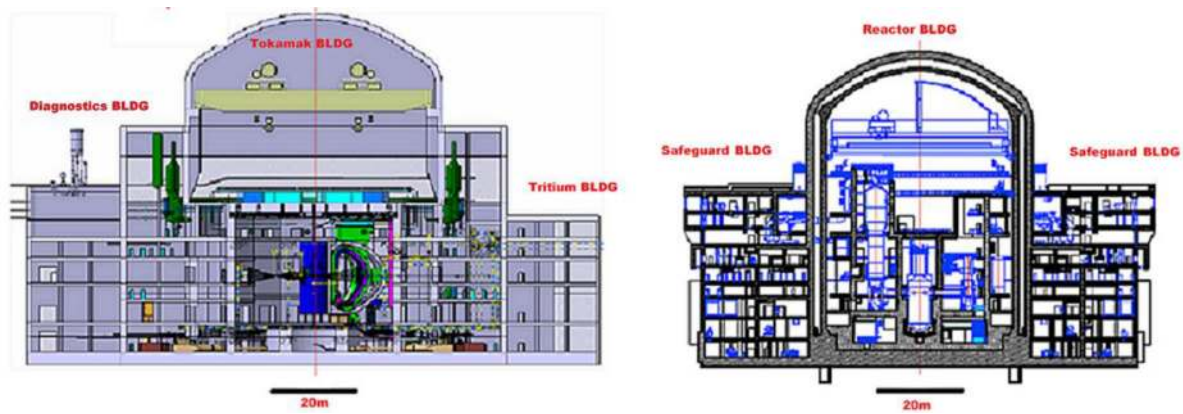 Tokamak BLDG
Diagnostics BLDG
Tritium BLDG
20m
Reactor BLDG
Safeguard BLDG
Safeguard BLDG
20m